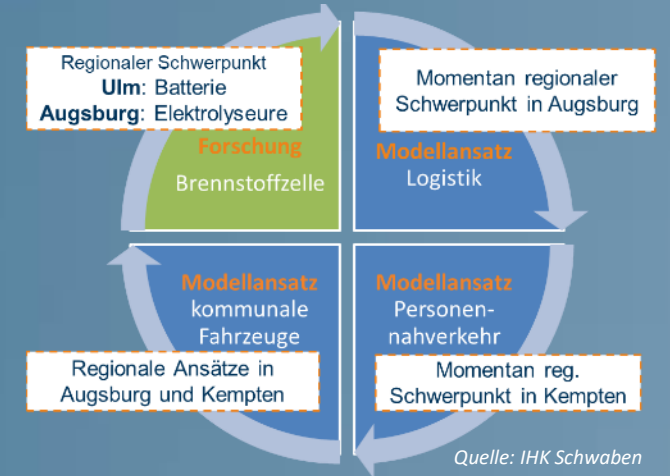 Regionaler Schwerpunkt
Ulm: Batterie
Augsburg: Elektrolyseure
Forschung
Brennstoffzelle
Momentan regionaler
Schwerpunkt in Augsburg
Modellansatz
Logistik
Modellansatz
kommunale
Fahrzeuge
Regionale Ansätze in
Augsburg und Kempten
Modellansatz
Personen-
nahverkehr
Momentan reg.
Schwerpunkt in Kempten
Quelle: IHK Schwaben